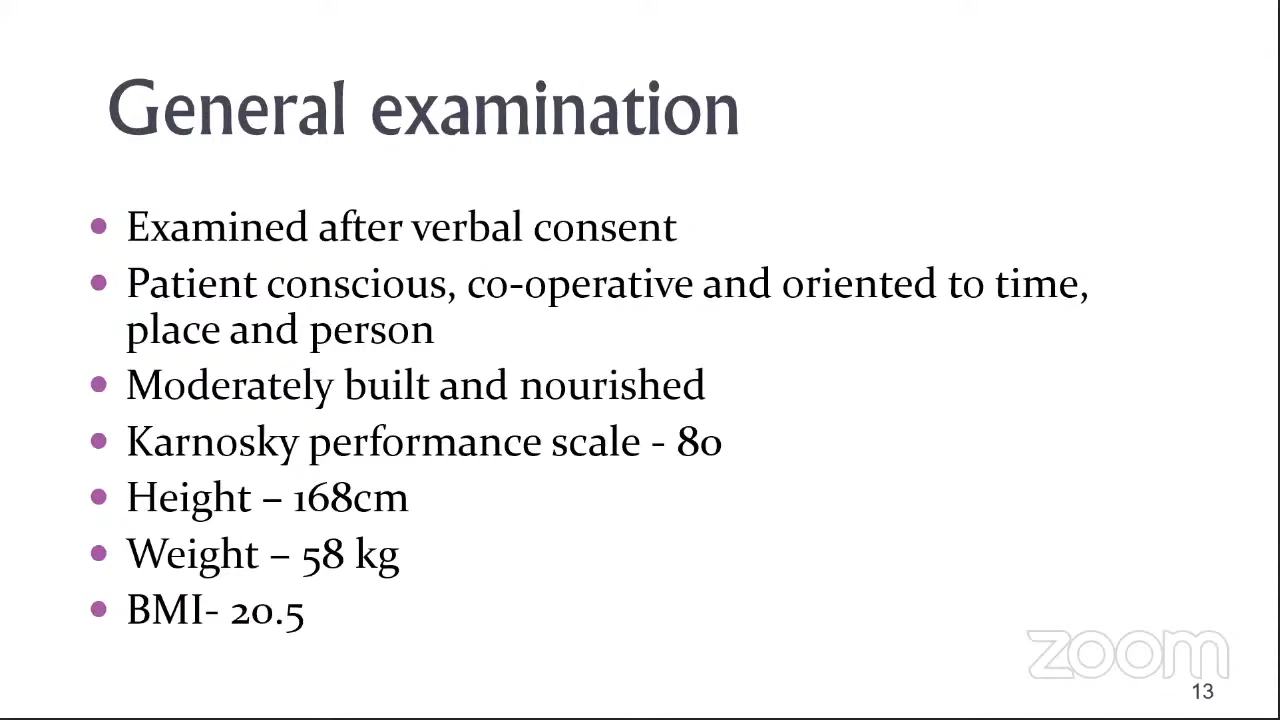 General examination
Examined after verbal consent
Patient conscious, co-operative and oriented to time,
place and person
Moderately built and nourished
Karnosky performance scale - 80
Height – 168cm
Weight – 58 kg
BMI- 20.5
zoom
13